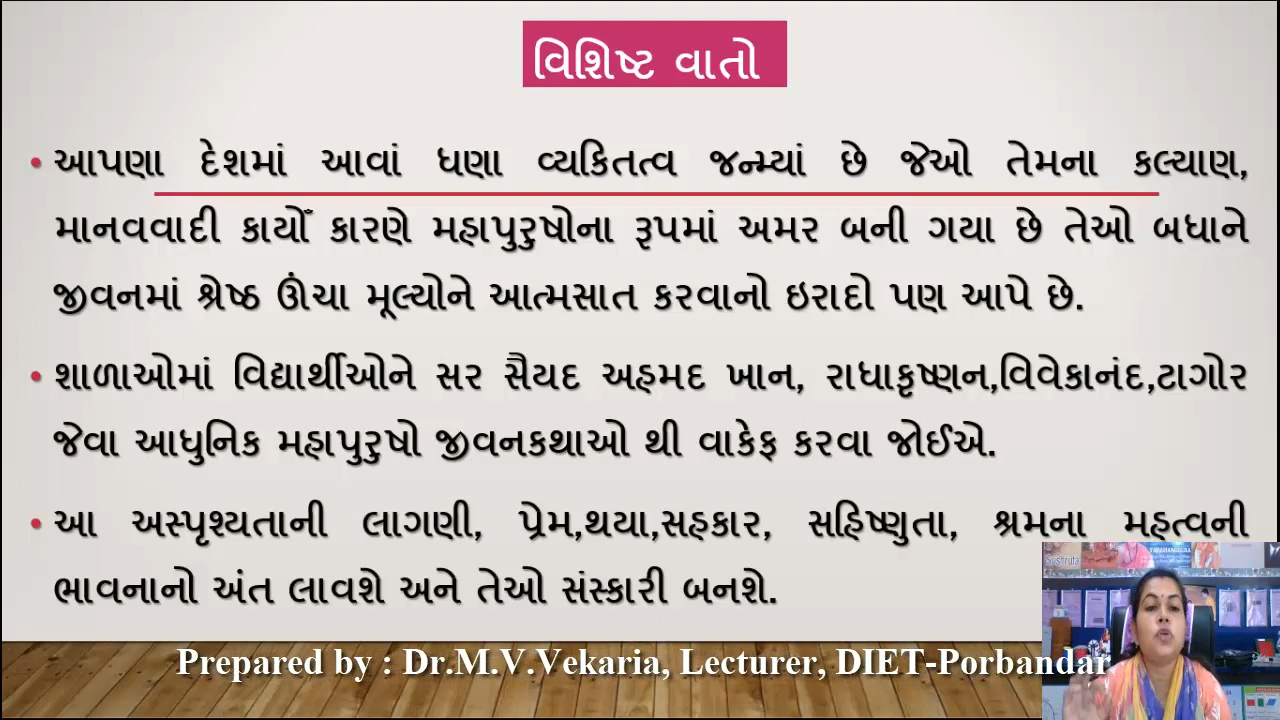 વિશિષ્ટ વાતો
• આપણા દેશમાં આવાં ધણા વ્યકિતત્વ જન્મ્યાં છે જેઓ તેમના કલ્યાણ,
માનવવાદી કાર્યોં કારણે મહાપુરુષોના રૂપમાં અમર બની ગયા છે તેઓ બધાને
જીવનમાં શ્રેષ્ઠ ઊંચા મૂલ્યોને આત્મસાત કરવાનો ઇરાદો પણ આપે છે.
• શાળાઓમાં વિદ્યાર્થીઓને સર સૈયદ અહમદ ખાન, રાધાકૃષ્ણન,વિવેકાનંદ,ટાગોર
જેવા આધુનિક મહાપુરુષો જીવનકથાઓ થી વાકેફ કરવા જોઈએ.
• આ અસ્પૃશ્યતાની લાગણી, પ્રેમ,થયા,સહકાર, સહિષ્ણુતા, શ્રમના મહત્વની
ભાવનાનો અંત લાવશે અને તેઓ સંસ્કારી બનશે.
Prepared by : Dr.M.V.Vekaria, Lecturer, DIET-Porbandar
Sushruta